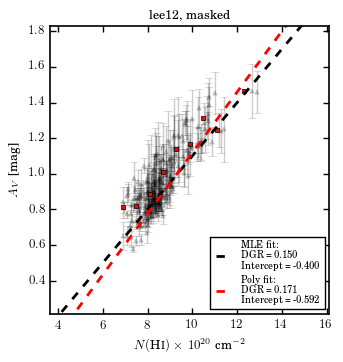 lee12, masked
1.8
1.6
1.4
1.2
1.0
0.8
0.6
0.4
A_V [mag]
4 6 8 10 12 14 16
N(HI) × 10^20 cm^−2
MLE fit:
DGR = 0.150
Intercept = -0.400
Poly fit:
DGR = 0.171
Intercept = -0.592